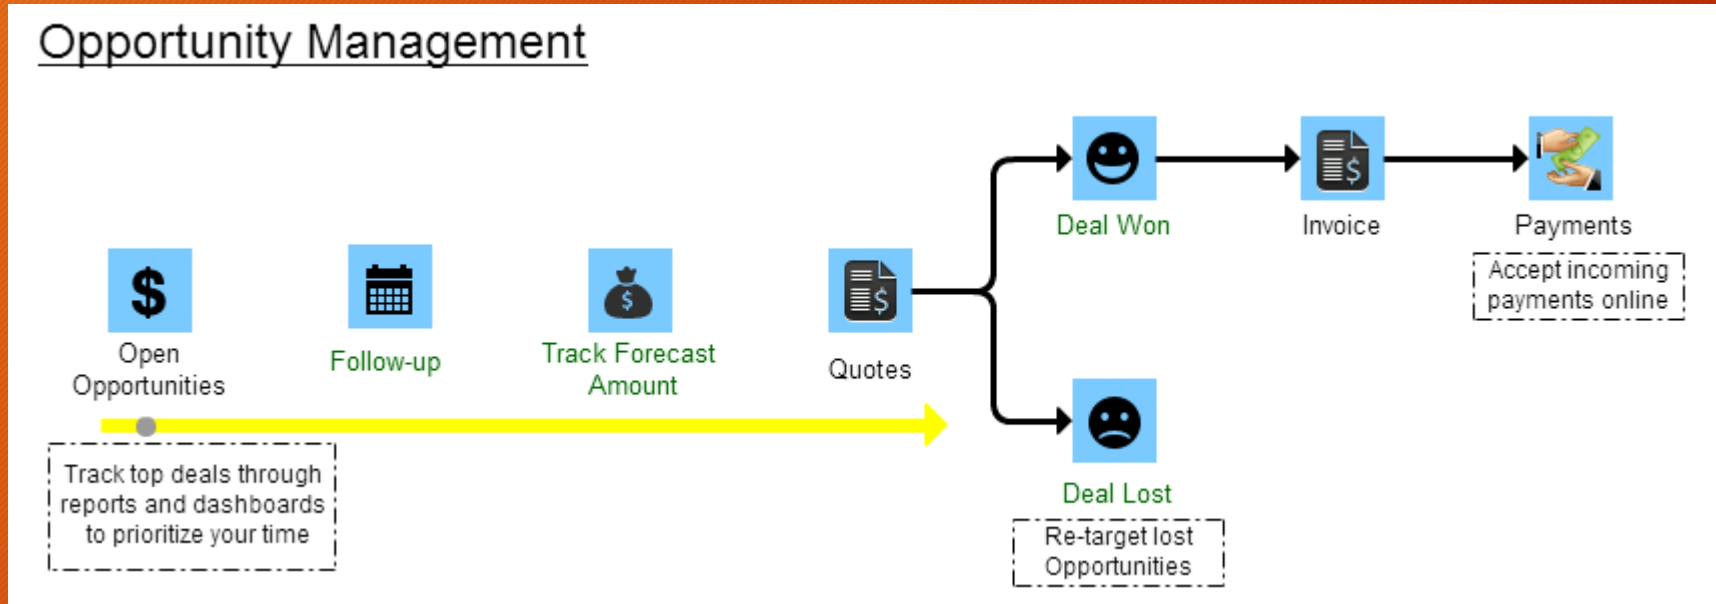 Opportunity Management
Open
Opportunities
Follow-up
Track Forecast
Amount
Quotes
Track top deals through
reports and dashboards
to prioritize your time
Deal Won
Invoice
Payments
Accept incoming
payments online
Deal Lost
Re-target lost
Opportunities